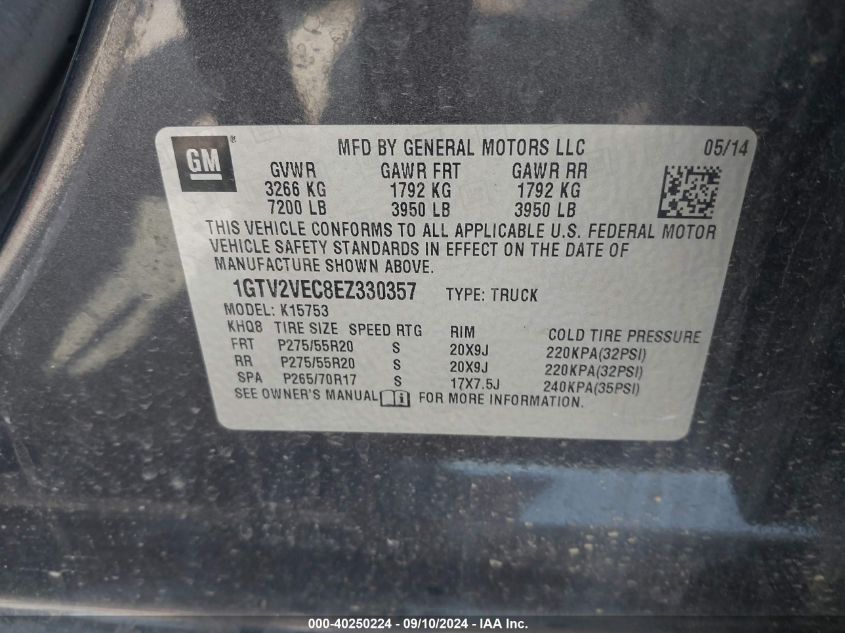 GM ® MFD BY GENERAL MOTORS LLC 05/14
GVWR GAWR FRT GAWR RR
3266 KG 1792 KG 1792 KG
7200 LB 3950 LB 3950 LB
THIS VEHICLE CONFORMS TO ALL APPLICABLE U.S. FEDERAL MOTOR
VEHICLE SAFETY STANDARDS IN EFFECT ON THE DATE OF
MANUFACTURE SHOWN ABOVE.
1GTV2VEC8EZ330357 TYPE: TRUCK
MODEL: K15753
KHQ8 TIRE SIZE SPEED RTG RIM COLD TIRE PRESSURE
FRT P275/55R20 S 20X9J 220KPA(32PSI)
RR P275/55R20 S 20X9J 220KPA(32PSI)
SPA P265/70R17 S 17X7.5J 240KPA(35PSI)
SEE OWNER'S MANUAL FOR MORE INFORMATION.
000-40250224 - 09/10/2024 - IAA Inc.